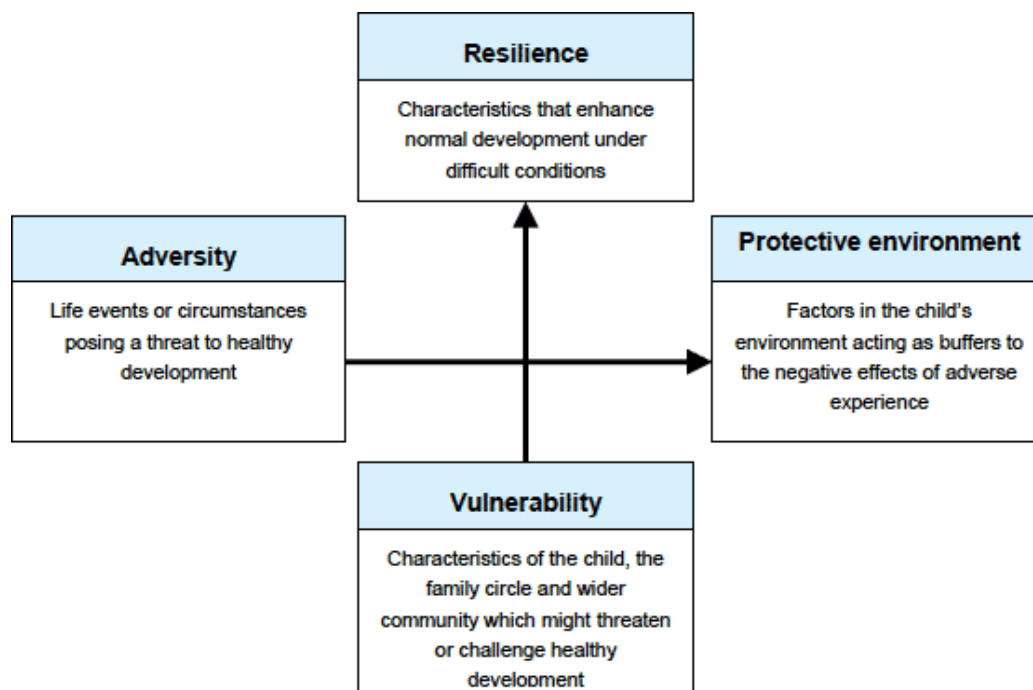 Resilience
Characteristics that enhance
normal development under
difficult conditions
Adversity
Life events or circumstances
posing a threat to healthy
development
Protective environment
Factors in the child's
environment acting as buffers to
the negative effects of adverse
experience
Vulnerability
Characteristics of the child, the
family circle and wider
community which might threaten
or challenge healthy
development